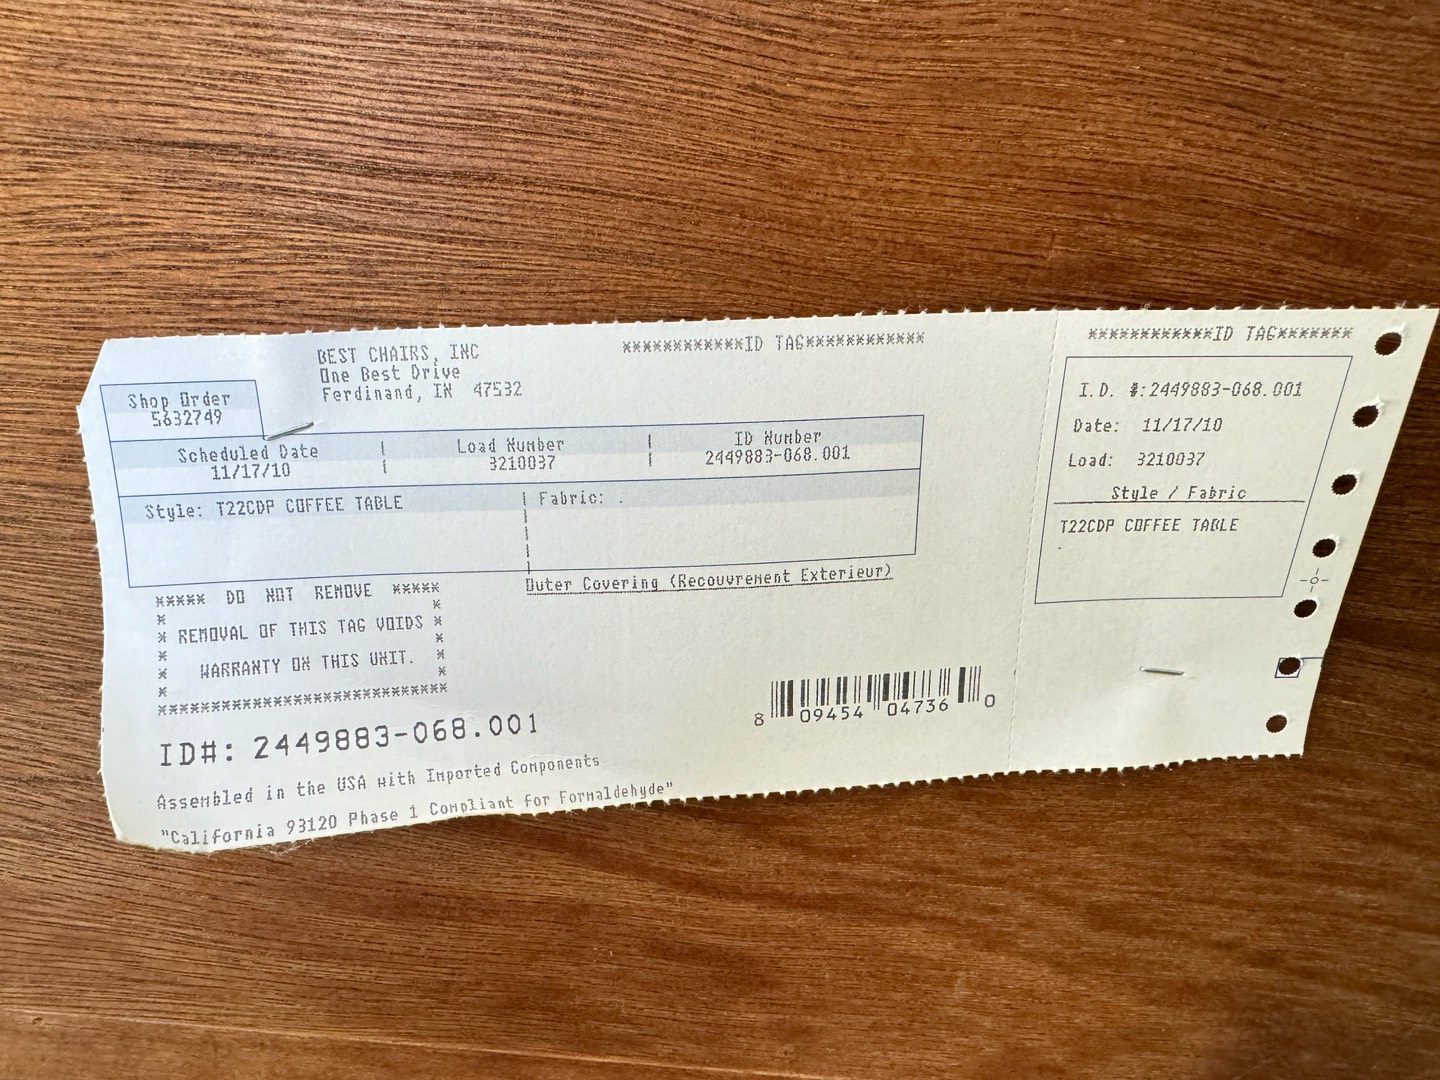 BEST CHAIRS, INC
One Best Drive
Ferdinand, IN 47532
************ID TAG************
Shop Order
5632749
Scheduled Date | Load Number | ID Number
11/17/10 | 3210037 | 2449883-068.001
Style: T22CDP COFFEE TABLE | Fabric: .
Outer Covering (Recouvrement Exterieur)
***** DO NOT REMOVE *****
* REMOVAL OF THIS TAG VOIDS *
* WARRANTY ON THIS UNIT. *
*****************************
ID#: 2449883-068.001
Assembled in the USA with Imported Components
"California 93120 Phase 1 Compliant for Formaldehyde"
8 09454 04736 0
************ID TAG*******
I.D. #:2449883-068.001
Date: 11/17/10
Load: 3210037
Style / Fabric
T22CDP COFFEE TABLE
.